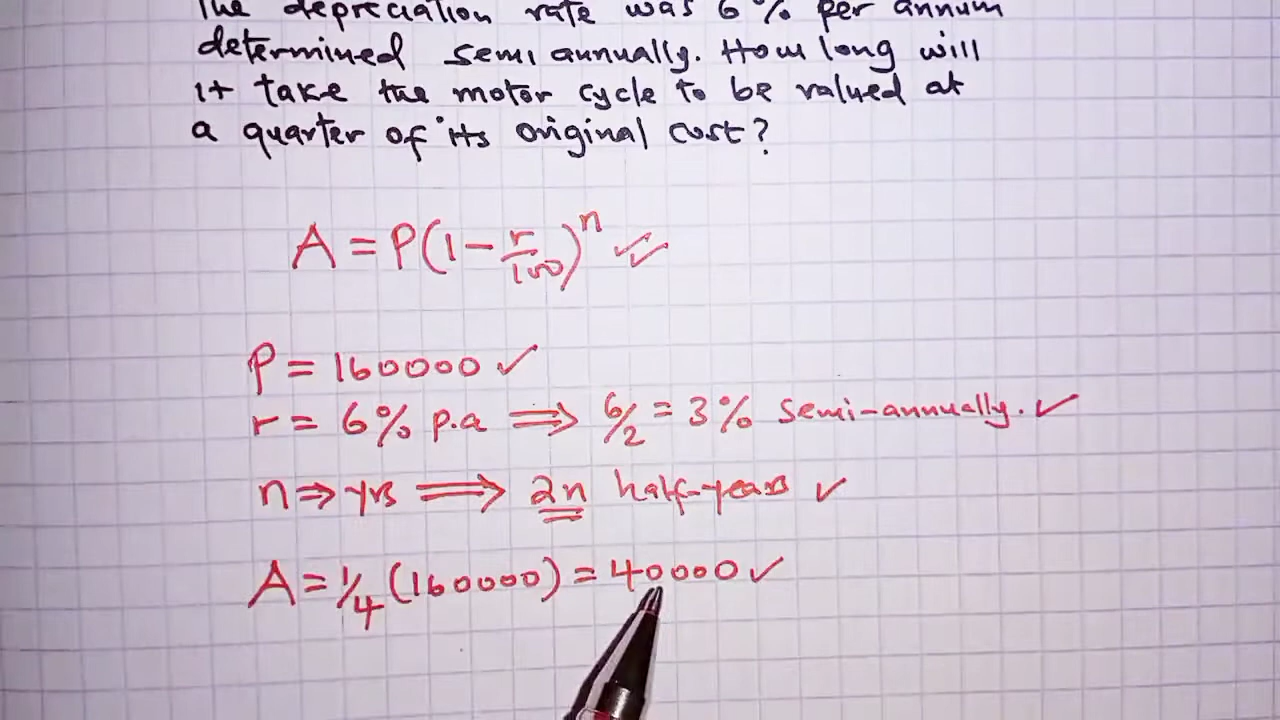 The depreciation rate was 6% per annum
determined semi annually. How long will
it take the motor cycle to be valued at
a quarter of its original cost?
A = P(1 - r/100)^n ✓✓
P = 160000 ✓
r = 6% p.a ⟹ 6/2 = 3% semi-annually. ✓
n ⇒ yrs ⟹ 2n half-years ✓
A = 1/4 (160000) = 40000 ✓